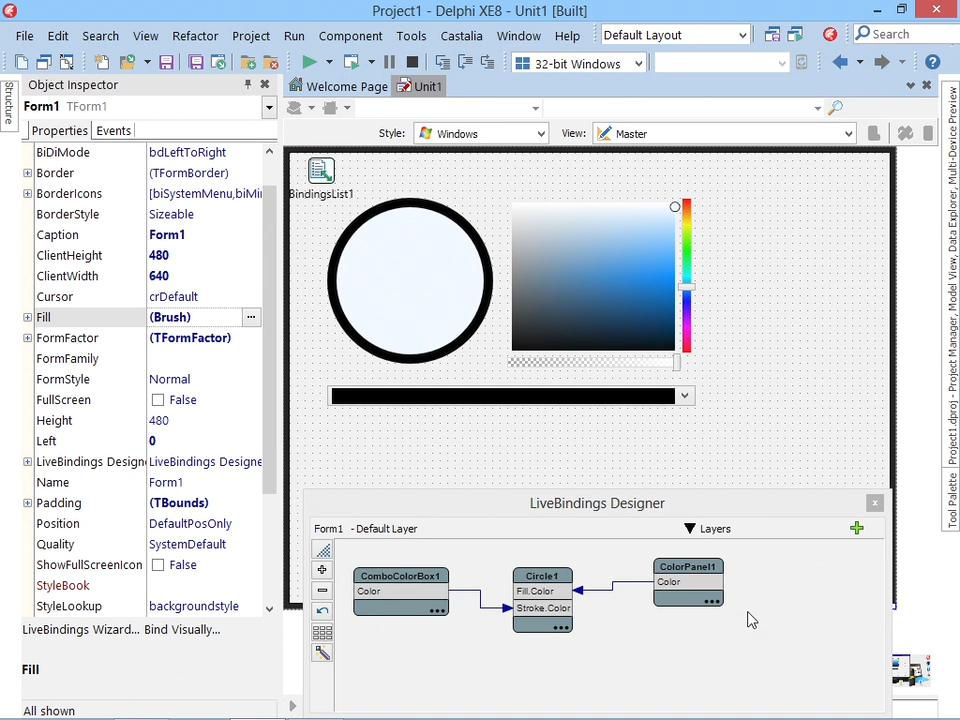 Project1 - Delphi XE8 - Unit1 [Built]
File Edit Search View Refactor Project Run Component Tools Castalia Window Help Default Layout Search
32-bit Windows
Structure
Object Inspector
Form1 TForm1
Properties Events
BiDiMode bdLeftToRight
Border (TFormBorder)
BorderIcons [biSystemMenu,biMi
BorderStyle Sizeable
Caption Form1
ClientHeight 480
ClientWidth 640
Cursor crDefault
Fill (Brush) ...
FormFactor (TFormFactor)
FormFamily
FormStyle Normal
FullScreen False
Height 480
Left 0
LiveBindings Designe LiveBindings Designe
Name Form1
Padding (TBounds)
Position DefaultPosOnly
Quality SystemDefault
ShowFullScreenIcon False
StyleBook
StyleLookup backgroundstyle
LiveBindings Wizard... Bind Visually...
Fill
All shown
Welcome Page Unit1
Style: Windows View: Master
BindingsList1
LiveBindings Designer x
Form1 - Default Layer Layers
ComboColorBox1
Color
Circle1
Fill.Color
Stroke.Color
ColorPanel1
Color
Tool Palette Project1.dproj - Project Manager, Model View, Data Explorer, Multi-Device Preview